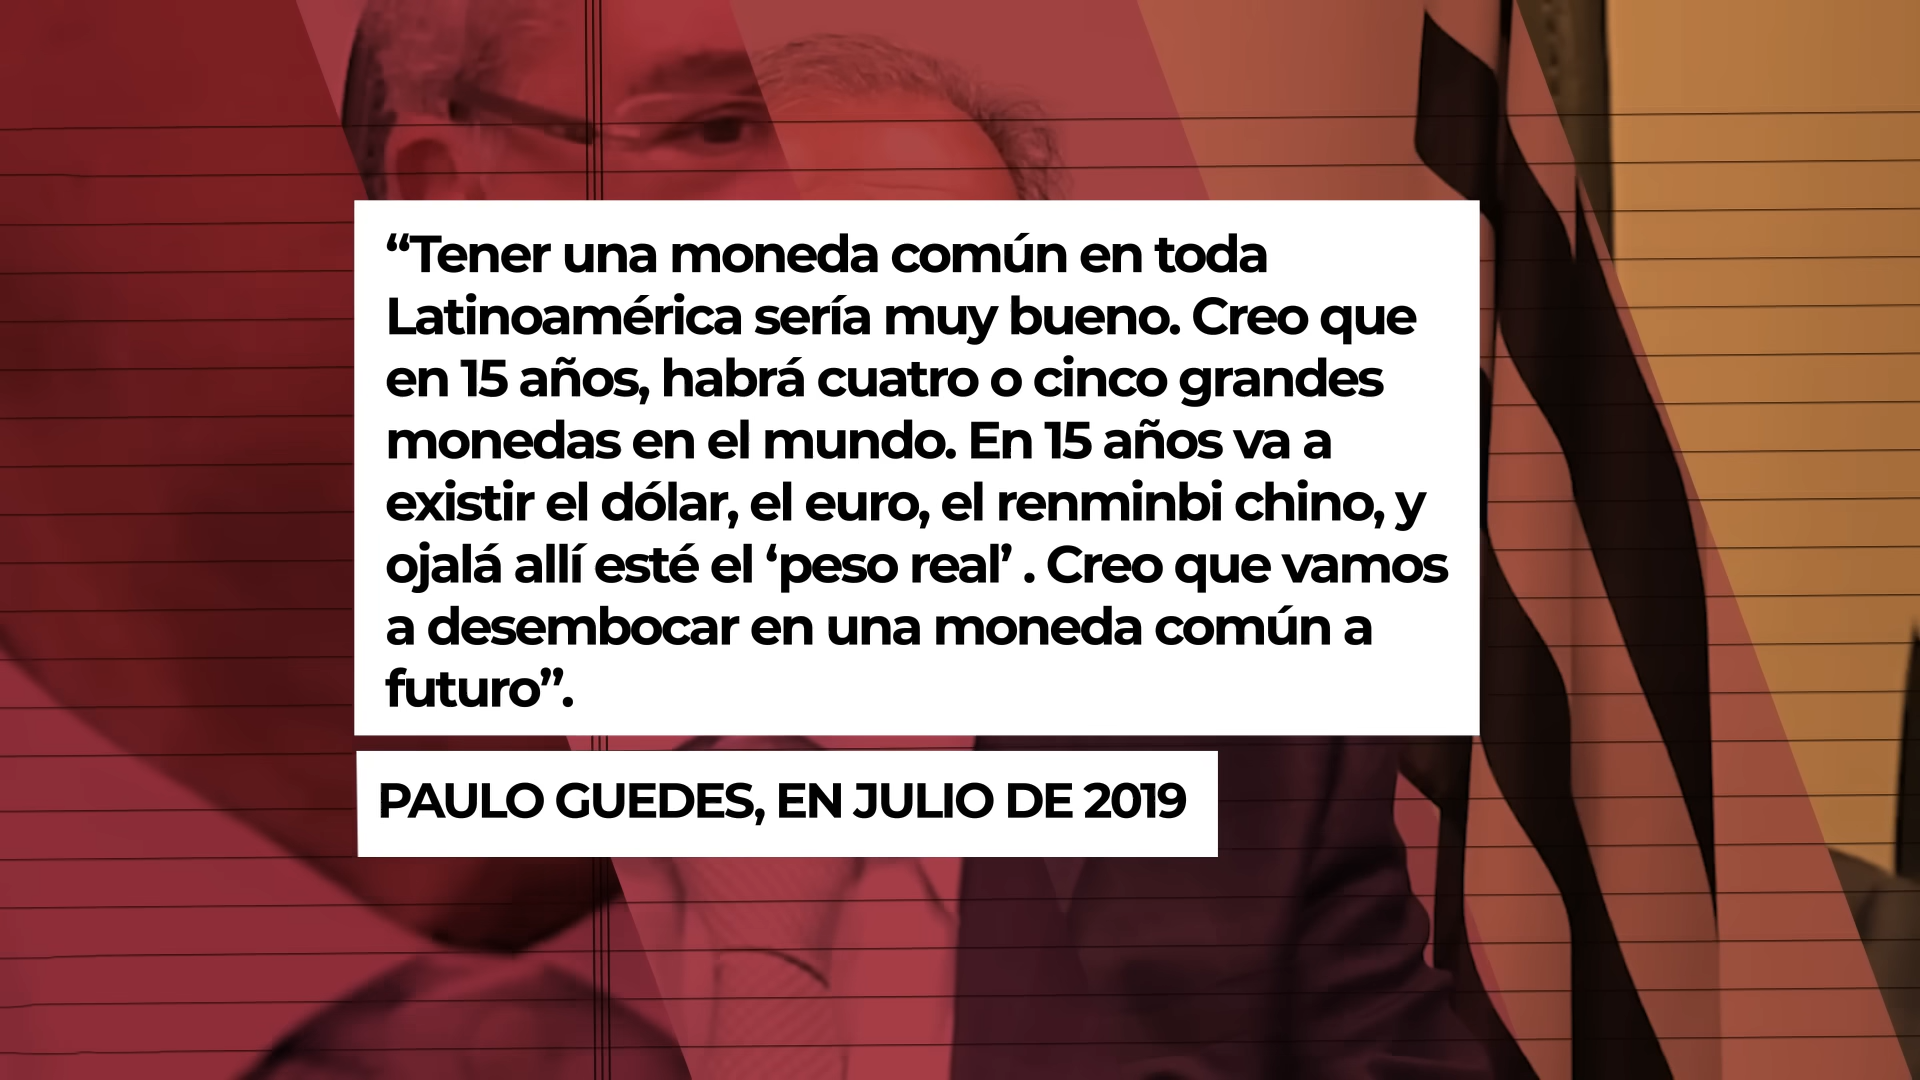 “Tener una moneda común en toda
Latinoamérica sería muy bueno. Creo que
en 15 años, habrá cuatro o cinco grandes
monedas en el mundo. En 15 años va a
existir el dólar, el euro, el renminbi chino, y
ojalá allí esté el ‘peso real’ . Creo que vamos
a desembocar en una moneda común a
futuro”.
PAULO GUEDES, EN JULIO DE 2019